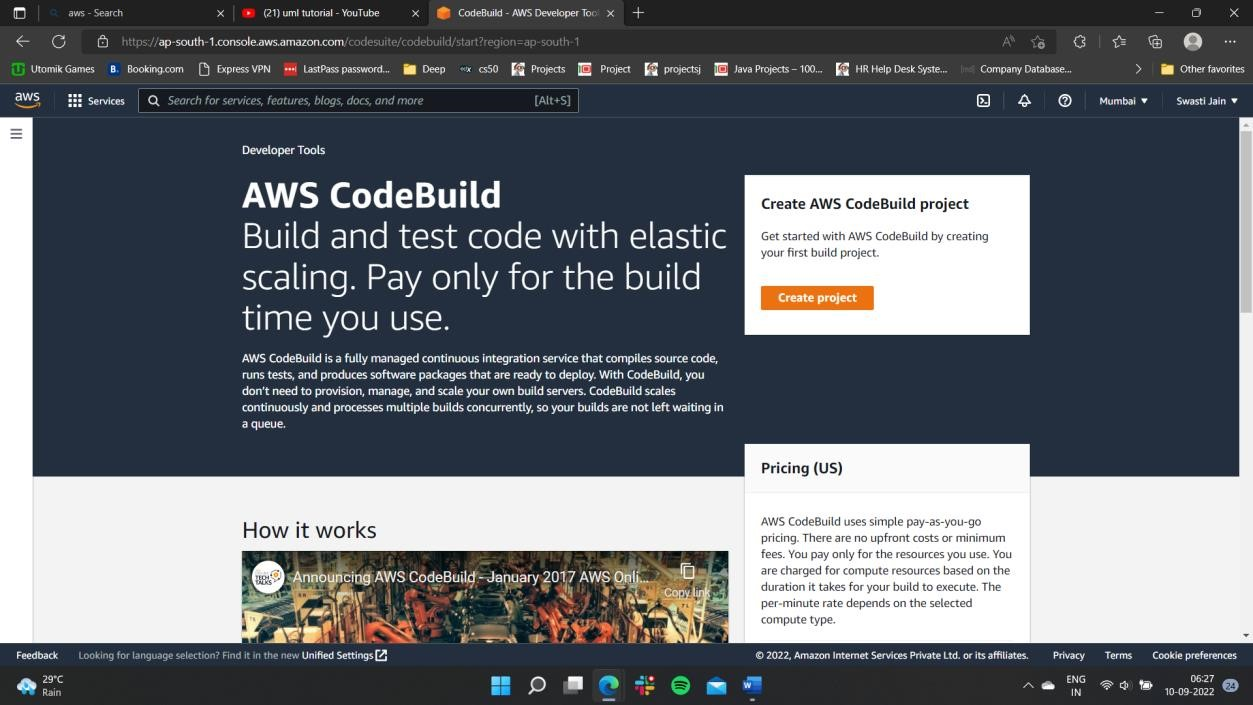 aws - Search
(21) uml tutorial - YouTube
CodeBuild - AWS Developer Too
https://ap-south-1.console.aws.amazon.com/codesuite/codebuild/start?region=ap-south-1
Utomik Games
B. Booking.com
Express VPN
LastPass password...
Deep
cs50
Projects
Project
projectsj
Java Projects – 100...
HR Help Desk Syste...
Company Database...
Other favorites
aws
Services
Search for services, features, blogs, docs, and more [Alt+S]
Mumbai
Swasti Jain
Developer Tools
AWS CodeBuild
Build and test code with elastic
scaling. Pay only for the build
time you use.
AWS CodeBuild is a fully managed continuous integration service that compiles source code,
runs tests, and produces software packages that are ready to deploy. With CodeBuild, you
don't need to provision, manage, and scale your own build servers. CodeBuild scales
continuously and processes multiple builds concurrently, so your builds are not left waiting in
a queue.
Create AWS CodeBuild project
Get started with AWS CodeBuild by creating
your first build project.
Create project
Pricing (US)
AWS CodeBuild uses simple pay-as-you-go
pricing. There are no upfront costs or minimum
fees. You pay only for the resources you use. You
are charged for compute resources based on the
duration it takes for your build to execute. The
per-minute rate depends on the selected
compute type.
How it works
TECH
TALKS
Announcing AWS CodeBuild - January 2017 AWS Onli...
Copy link
Feedback
Looking for language selection? Find it in the new Unified Settings
© 2022, Amazon Internet Services Private Ltd. or its affiliates.
Privacy
Terms
Cookie preferences
29°C
Rain
ENG
IN
06:27
10-09-2022
24